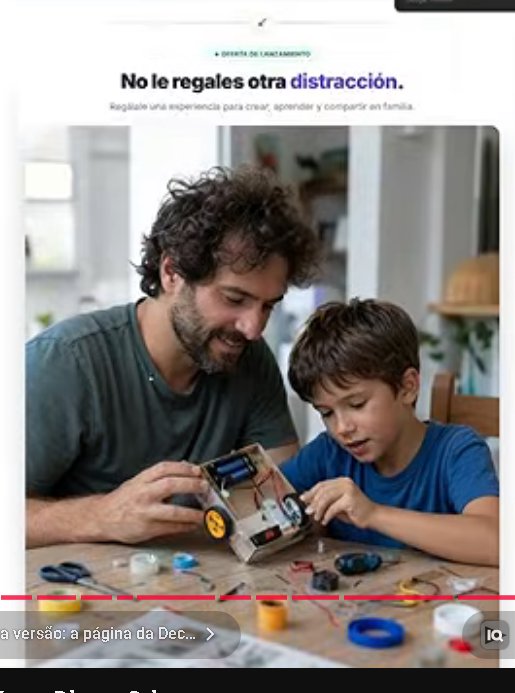 OFERTA DE LANZAMIENTO
No le regales otra distracción.
Regálale una experiencia para crear, aprender y compartir en familia.
a versão: a página da Dec...